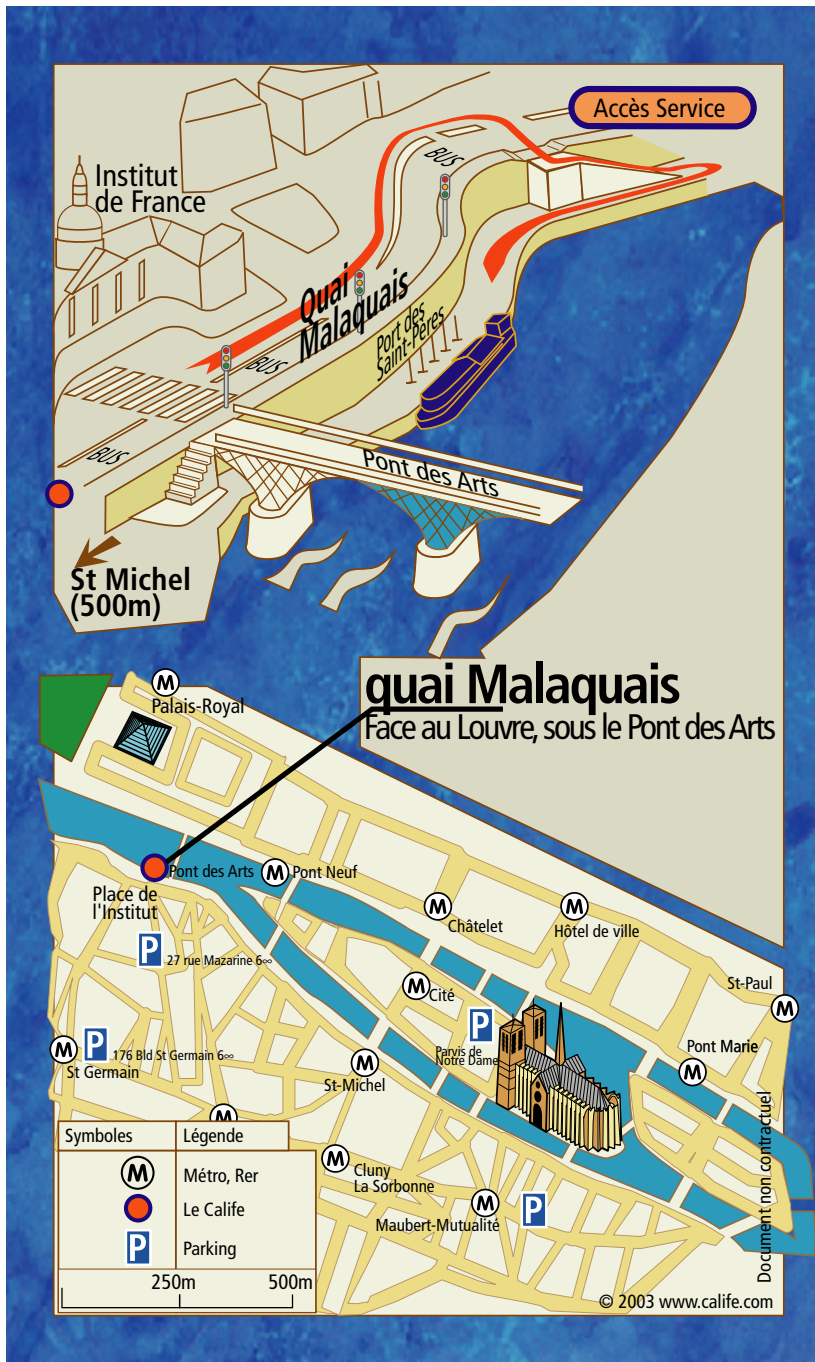 Accès Service
Institut
de France
BUS
Quai
Malaquais
Port des
Saint-Pères
BUS
BUS
Pont des Arts
St Michel
(500m)
quai Malaquais
Face au Louvre, sous le Pont des Arts
M
Palais-Royal
Pont des Arts
M Pont Neuf
Place de
l'Institut
M
Châtelet
M
Hôtel de ville
P
27 rue Mazarine 6∞
M Cité
St-Paul
M
P
Parvis de
Notre Dame
M
St Germain
P 176 Bld St Germain 6∞
M
St-Michel
Pont Marie
M
M
M Cluny
La Sorbonne
M
Maubert-Mutualité
P
Symboles Légende
M Métro, Rer
Le Calife
P Parking
250m 500m
Document non contractuel
© 2003 www.calife.com